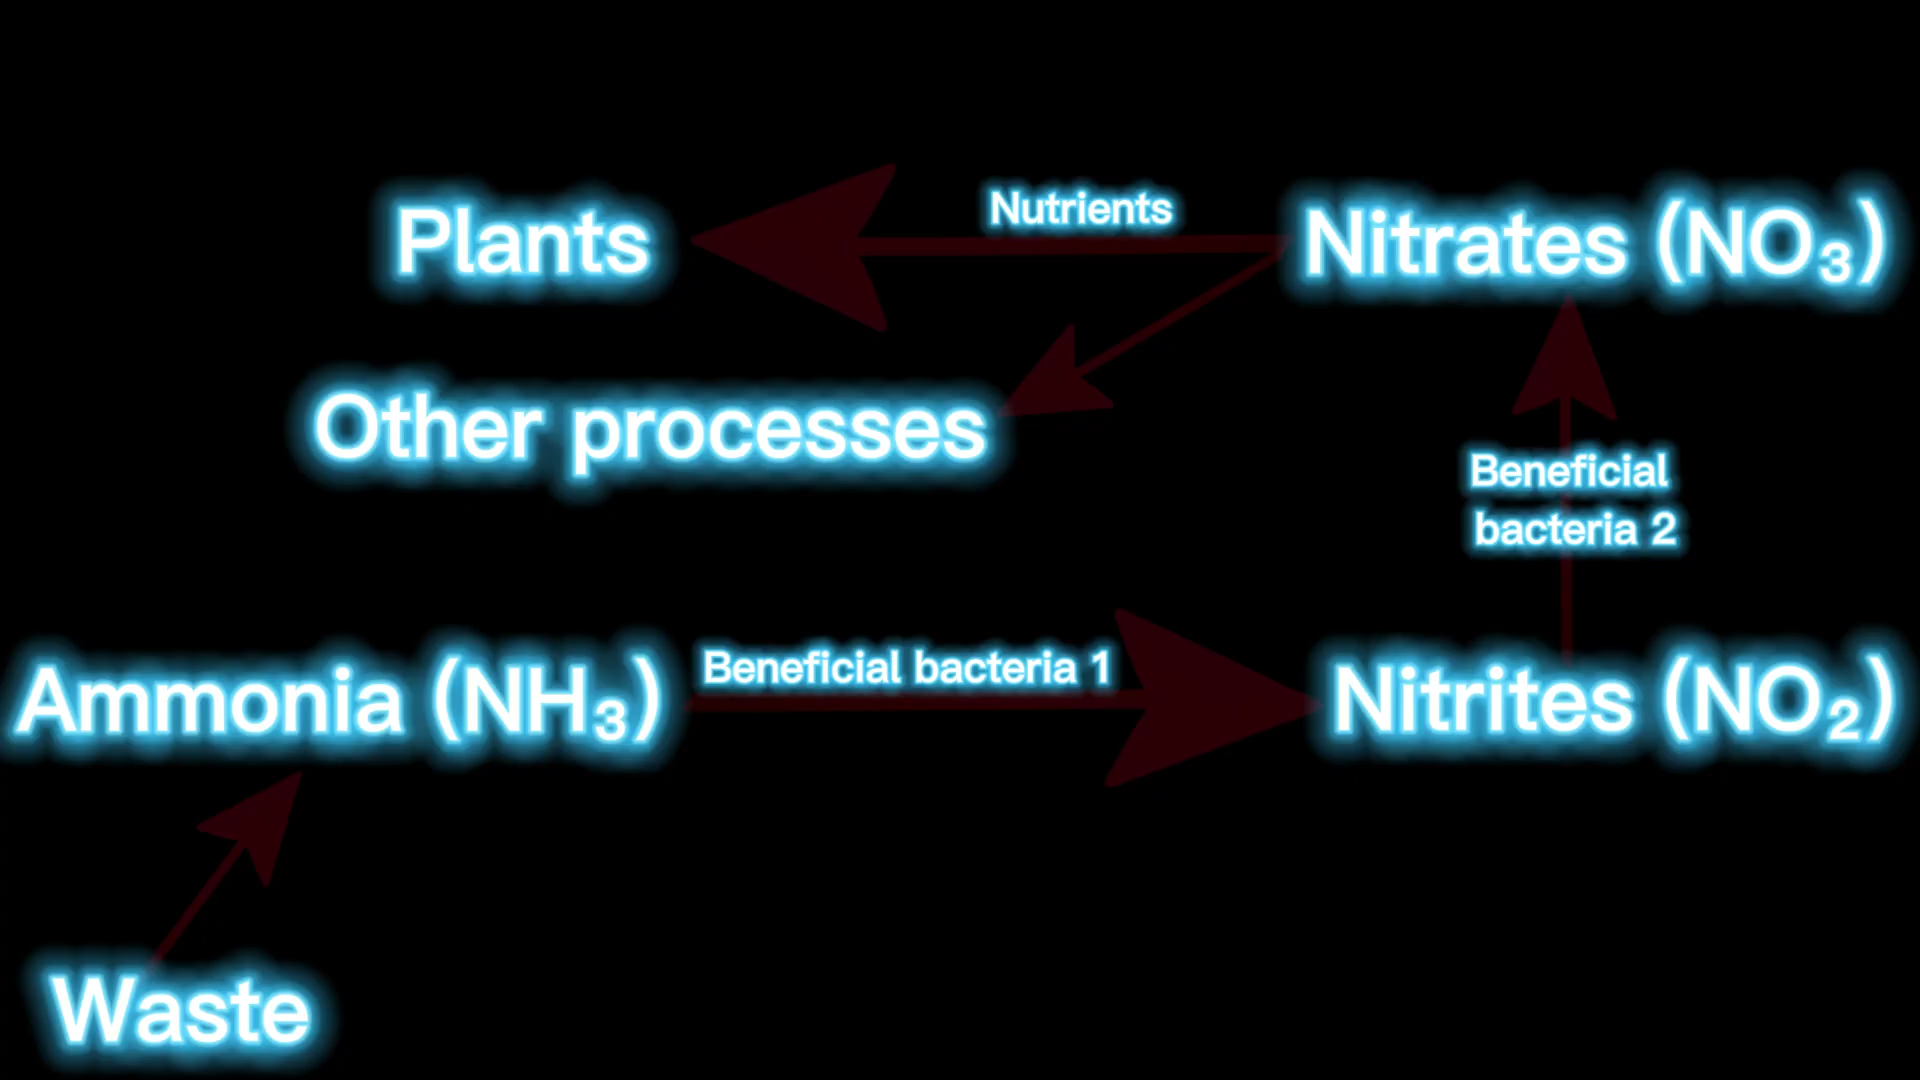 Plants
Nutrients
Nitrates (NO₃)
Other processes
Beneficial
bacteria 2
Ammonia (NH₃)
Beneficial bacteria 1
Nitrites (NO₂)
Waste